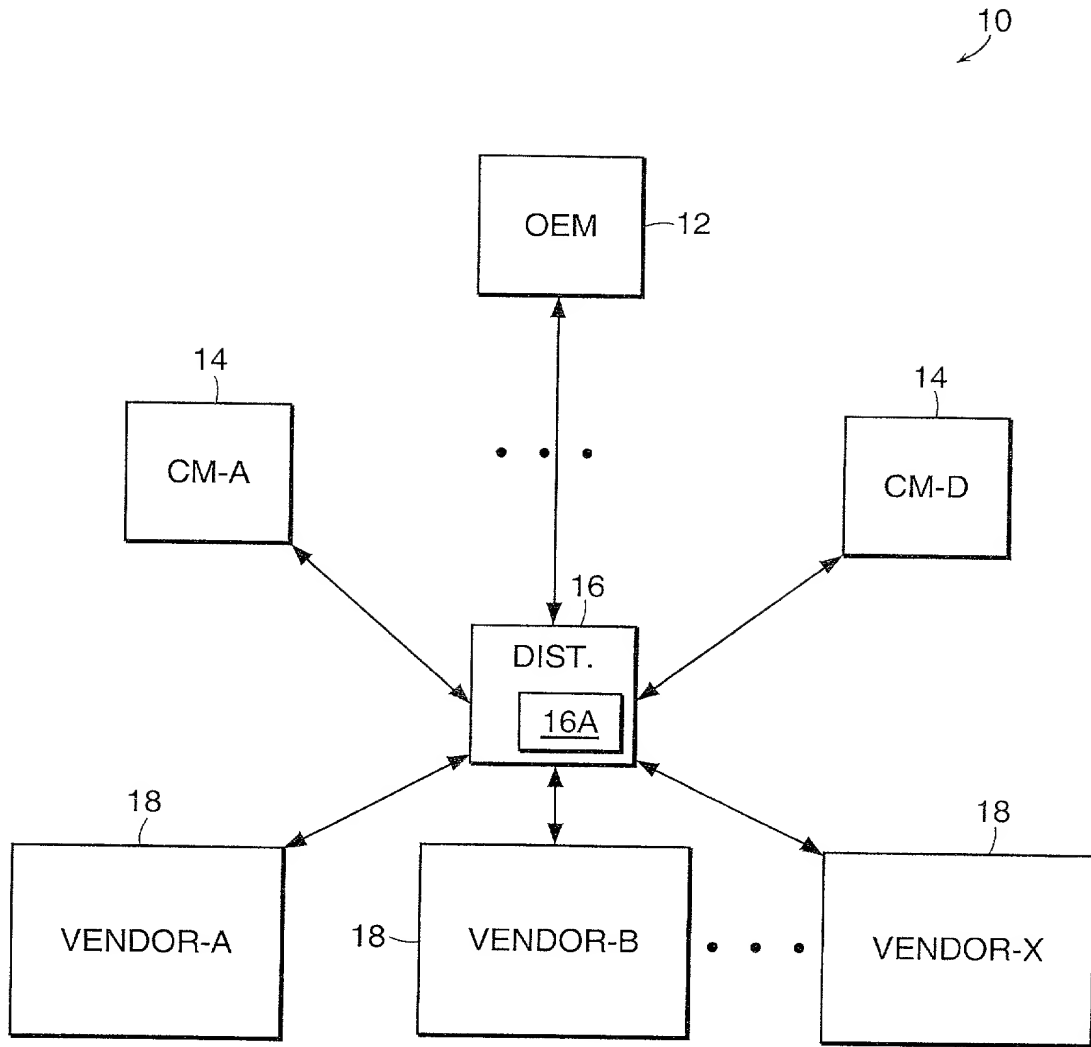 10
OEM
12
14
CM-A
14
CM-D
16
DIST.
16A
18
VENDOR-A
18
VENDOR-B
18
VENDOR-X